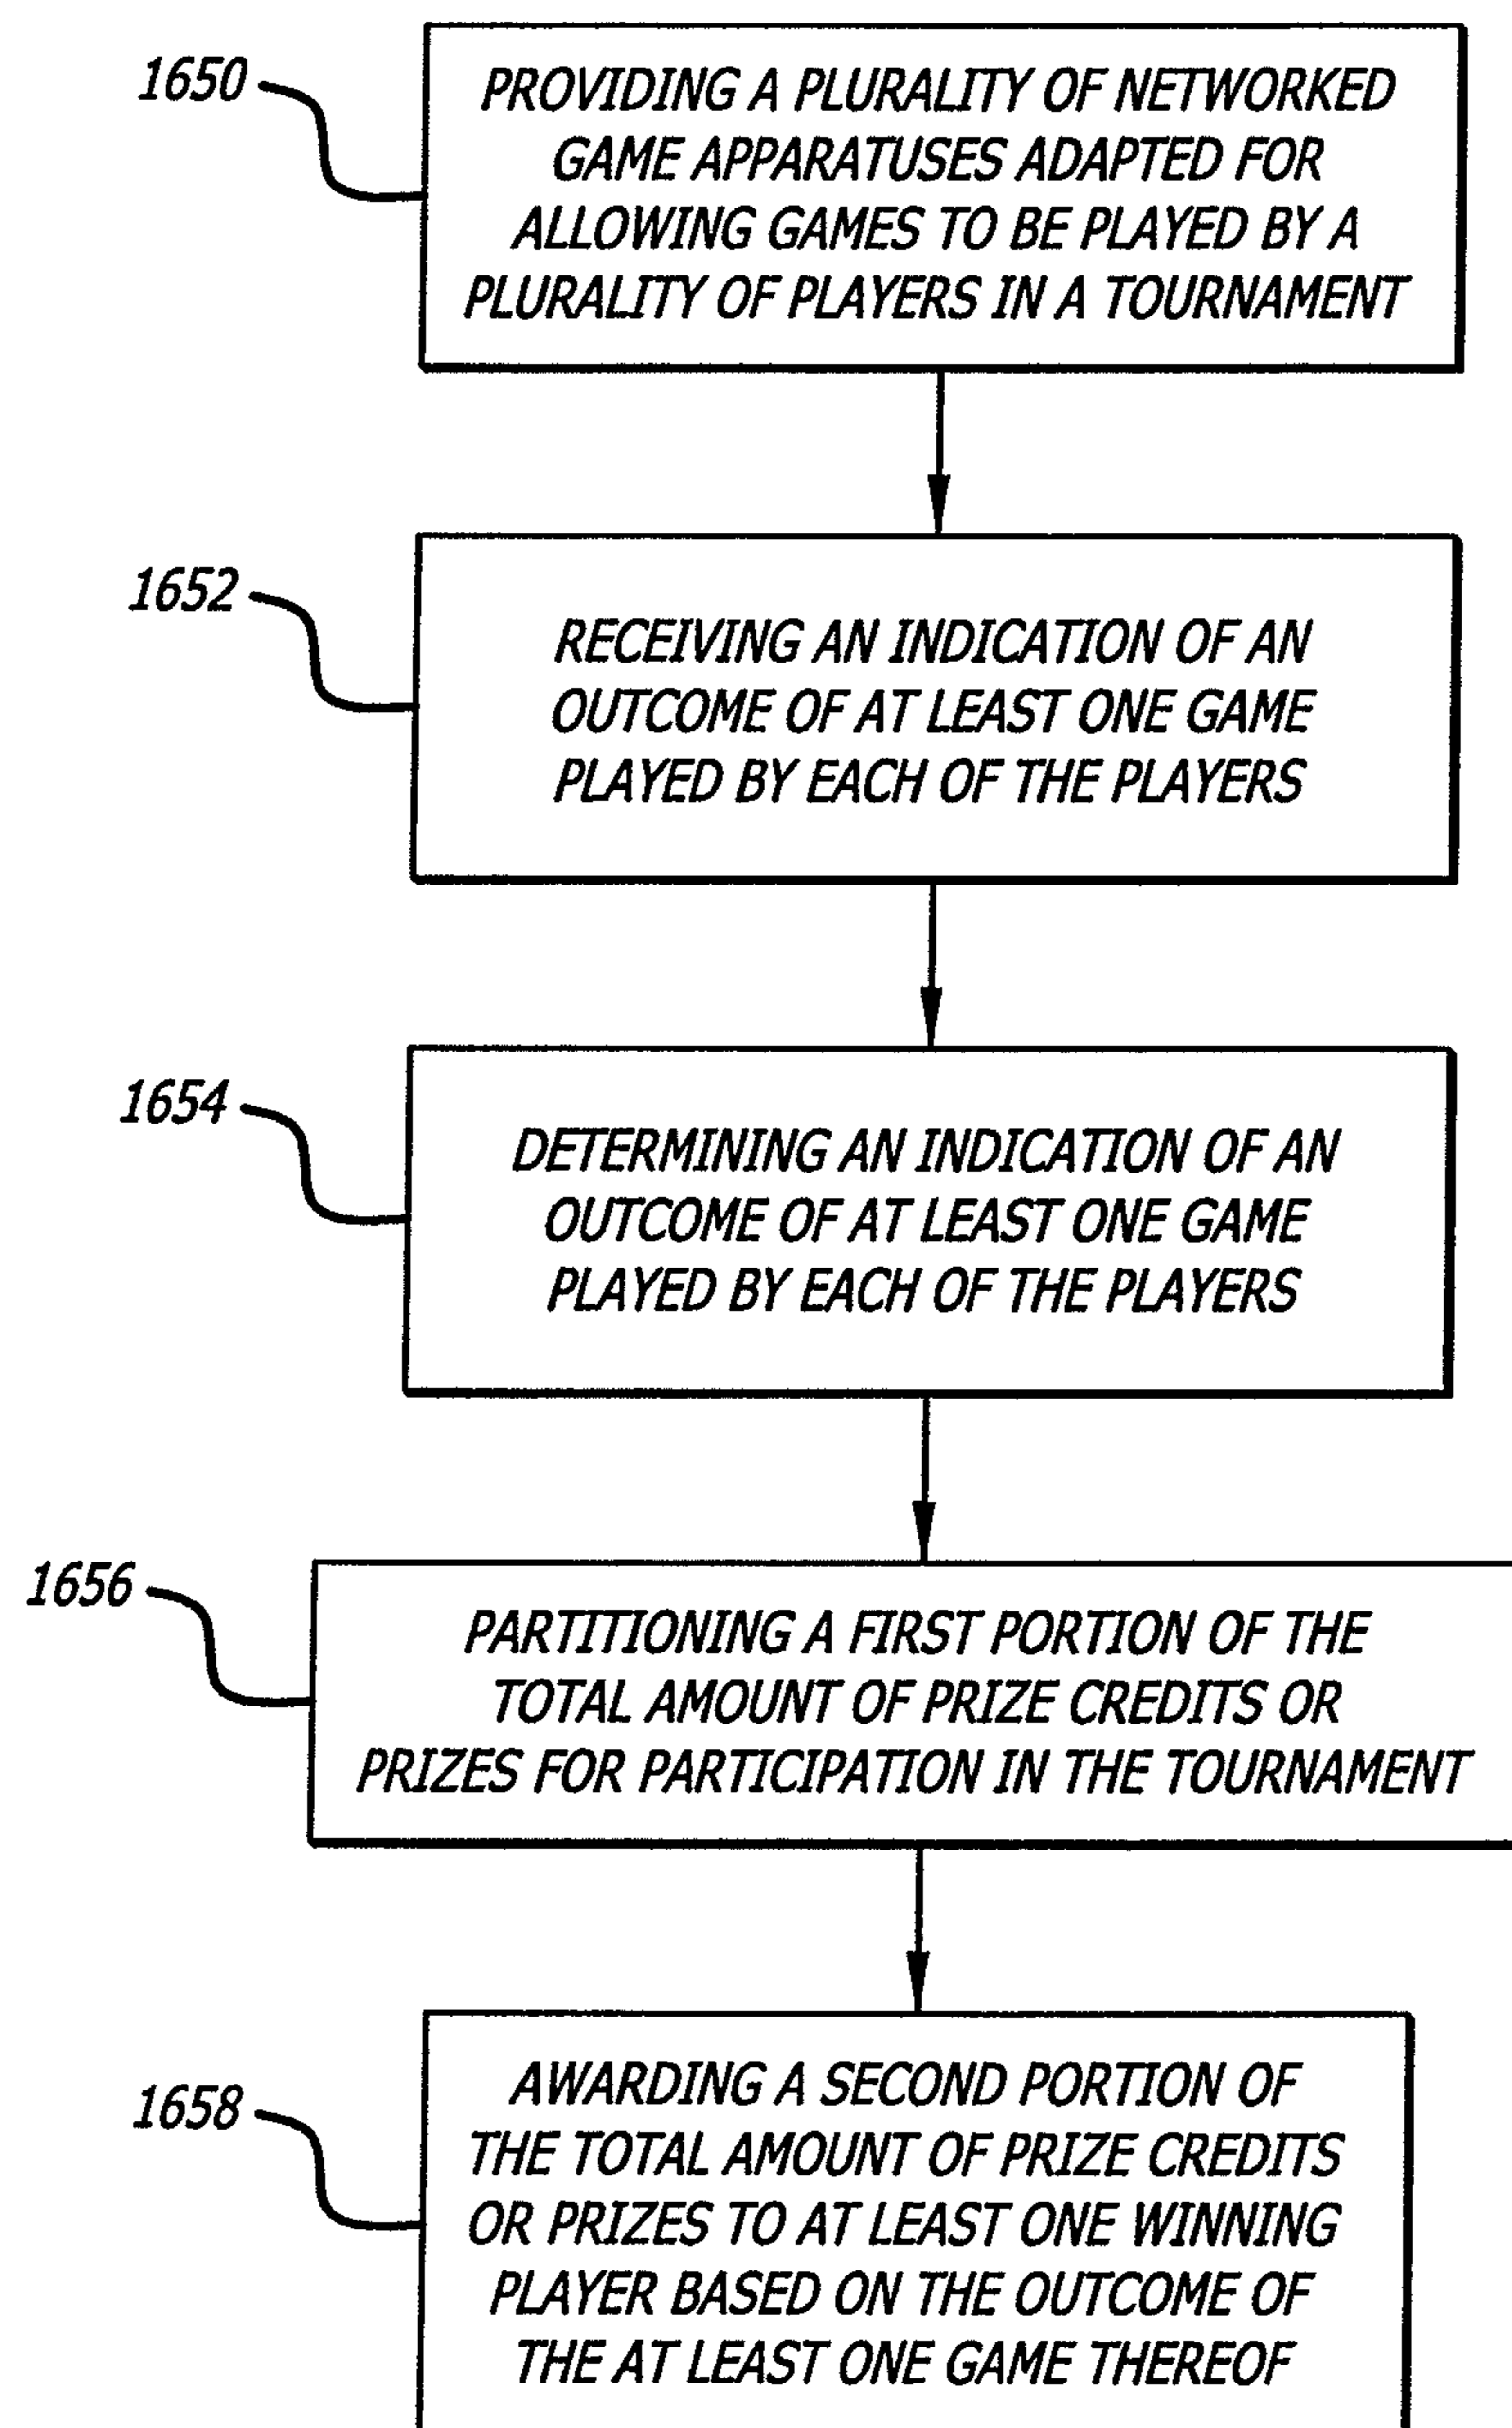 1650
PROVIDING A PLURALITY OF NETWORKED
GAME APPARATUSES ADAPTED FOR
ALLOWING GAMES TO BE PLAYED BY A
PLURALITY OF PLAYERS IN A TOURNAMENT
1652
RECEIVING AN INDICATION OF AN
OUTCOME OF AT LEAST ONE GAME
PLAYED BY EACH OF THE PLAYERS
1654
DETERMINING AN INDICATION OF AN
OUTCOME OF AT LEAST ONE GAME
PLAYED BY EACH OF THE PLAYERS
1656
PARTITIONING A FIRST PORTION OF THE
TOTAL AMOUNT OF PRIZE CREDITS OR
PRIZES FOR PARTICIPATION IN THE TOURNAMENT
1658
AWARDING A SECOND PORTION OF
THE TOTAL AMOUNT OF PRIZE CREDITS
OR PRIZES TO AT LEAST ONE WINNING
PLAYER BASED ON THE OUTCOME OF
THE AT LEAST ONE GAME THEREOF